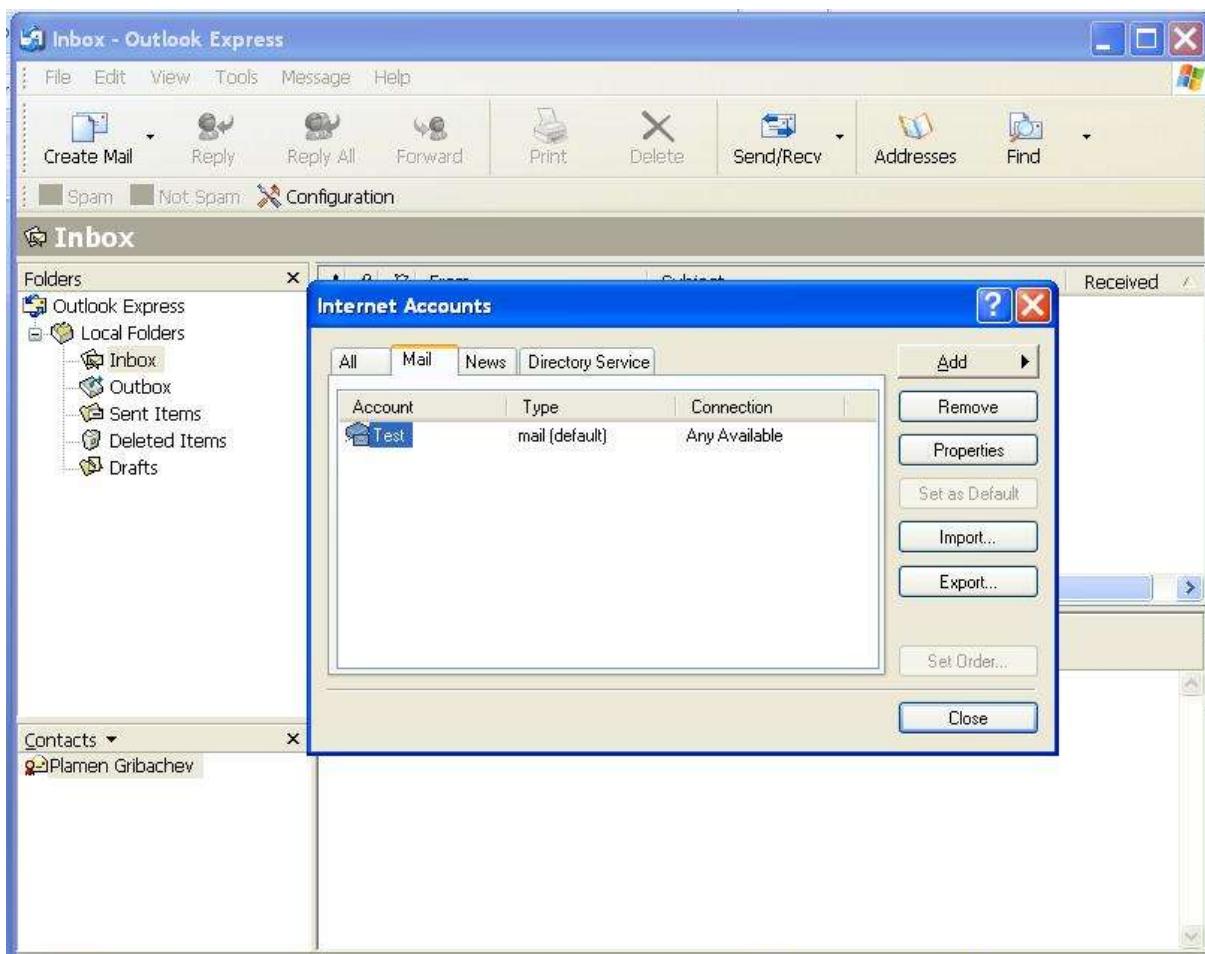 Inbox - Outlook Express
File Edit View Tools Message Help
Create Mail Reply Reply All Forward Print Delete Send/Recv Addresses Find
Spam Not Spam Configuration
Inbox
Folders
From Subject Received
Outlook Express
Local Folders
Inbox
Outbox
Sent Items
Deleted Items
Drafts
Internet Accounts
All Mail News Directory Service
Account Type Connection
Test mail (default) Any Available
Add
Remove
Properties
Set as Default
Import...
Export...
Set Order...
Close
Contacts
Plamen Gribachev